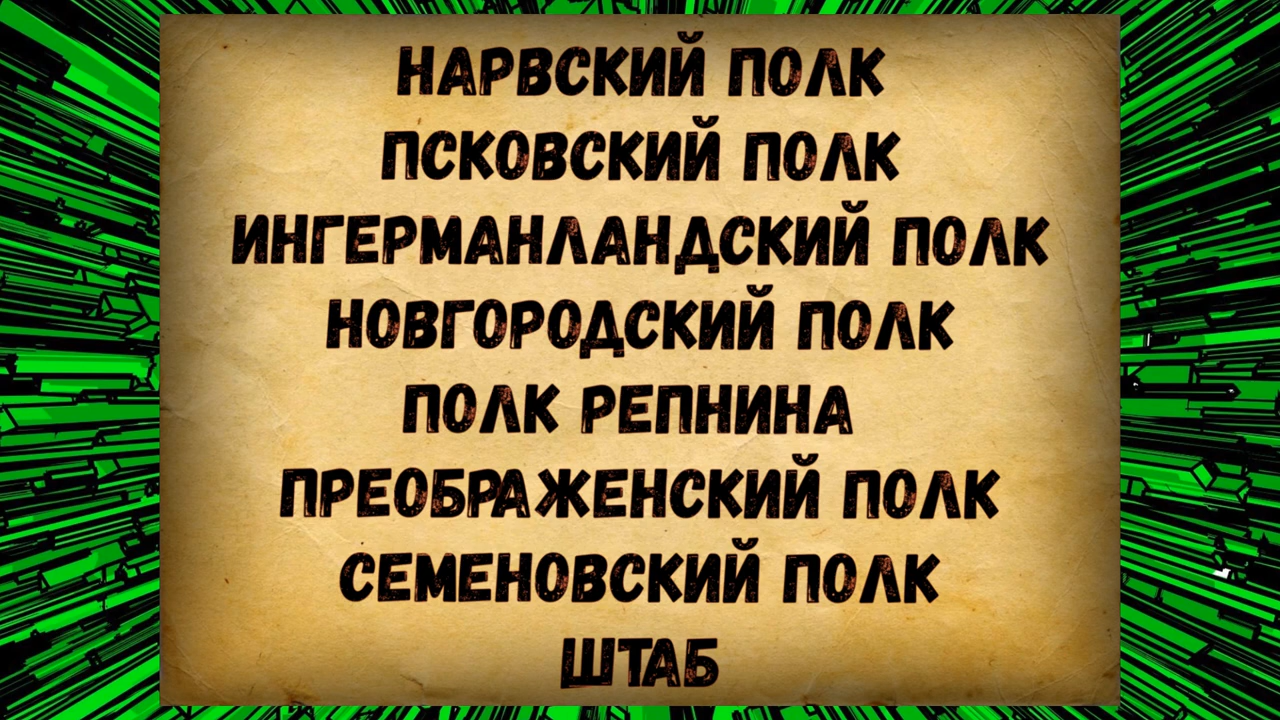 НАРВСКИЙ ПОЛК
ПСКОВСКИЙ ПОЛК
ИНГЕРМАНЛАНДСКИЙ ПОЛК
НОВГОРОДСКИЙ ПОЛК
ПОЛК РЕПНИНА
ПРЕОБРАЖЕНСКИЙ ПОЛК
СЕМЕНОВСКИЙ ПОЛК
ШТАБ